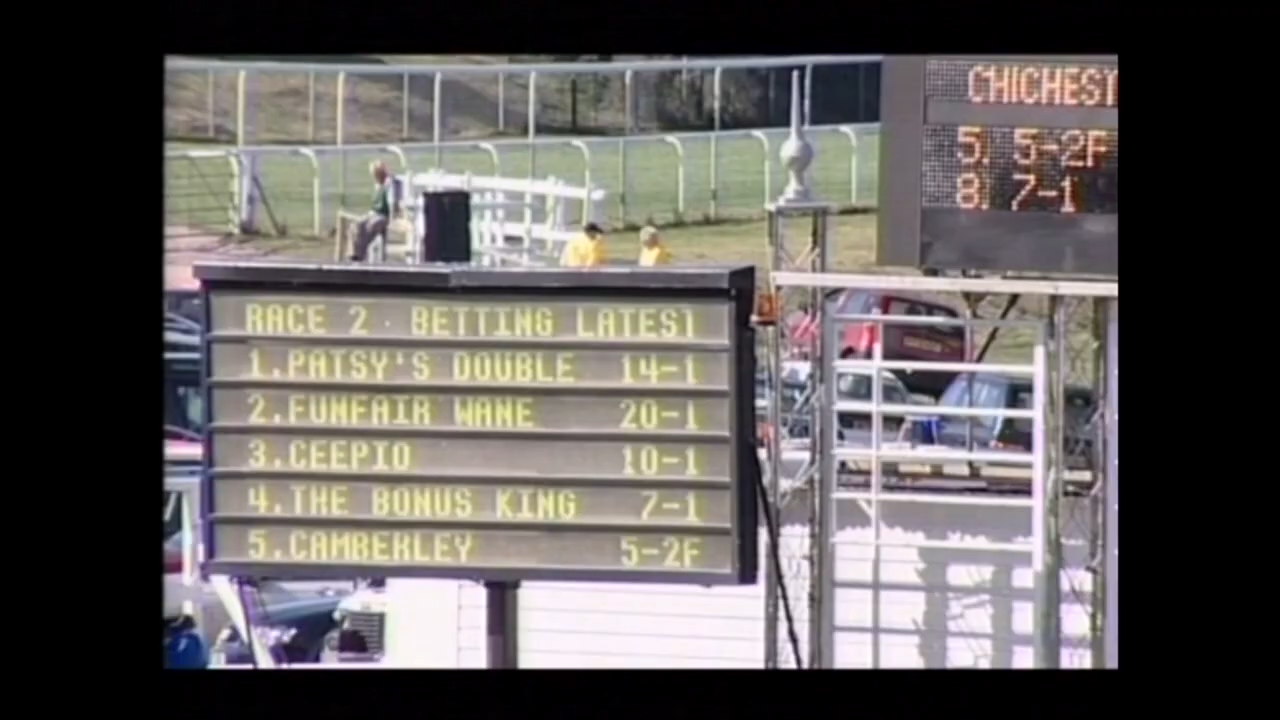 CHICHEST
5. 5-2F
8. 7-1
RACE 2 · BETTING LATEST
1.PATSY'S DOUBLE 14-1
2.FUNFAIR WANE 20-1
3.CEEPIO 10-1
4.THE BONUS KING 7-1
5.CAMBERLEY 5-2F